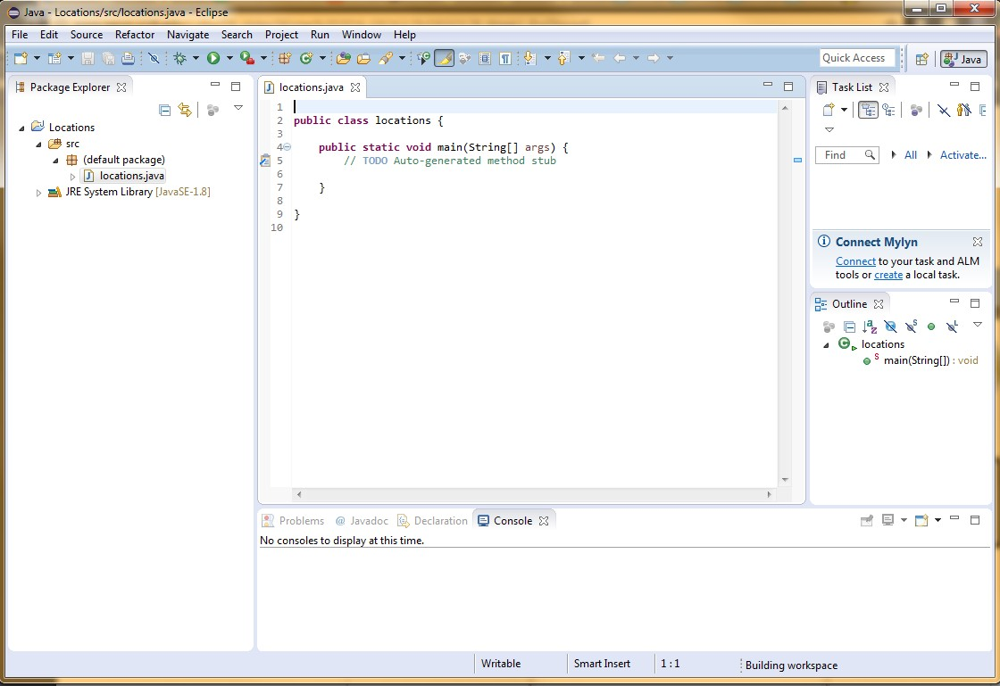 Java - Locations/src/locations.java - Eclipse
File Edit Source Refactor Navigate Search Project Run Window Help
Quick Access
Java
Package Explorer
Locations
src
(default package)
locations.java
JRE System Library [JavaSE-1.8]
locations.java
1
2 public class locations {
3
4 public static void main(String[] args) {
5 // TODO Auto-generated method stub
6
7 }
8
9 }
10
Task List
Find All Activate...
Connect Mylyn
Connect to your task and ALM
tools or create a local task.
Outline
locations
main(String[]) : void
Problems @ Javadoc Declaration Console
No consoles to display at this time.
Writable Smart Insert 1 : 1 Building workspace